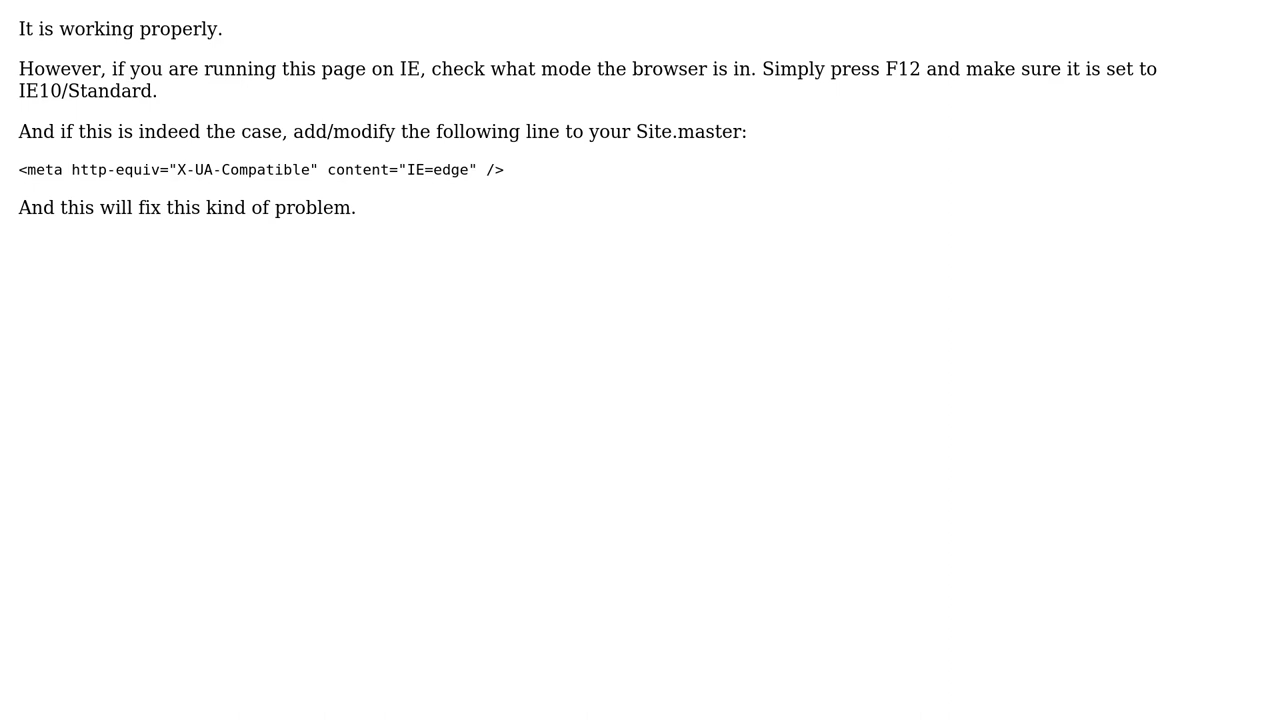 It is working properly.
However, if you are running this page on IE, check what mode the browser is in. Simply press F12 and make sure it is set to
IE10/Standard.
And if this is indeed the case, add/modify the following line to your Site.master:
<meta http-equiv="X-UA-Compatible" content="IE=edge" />
And this will fix this kind of problem.